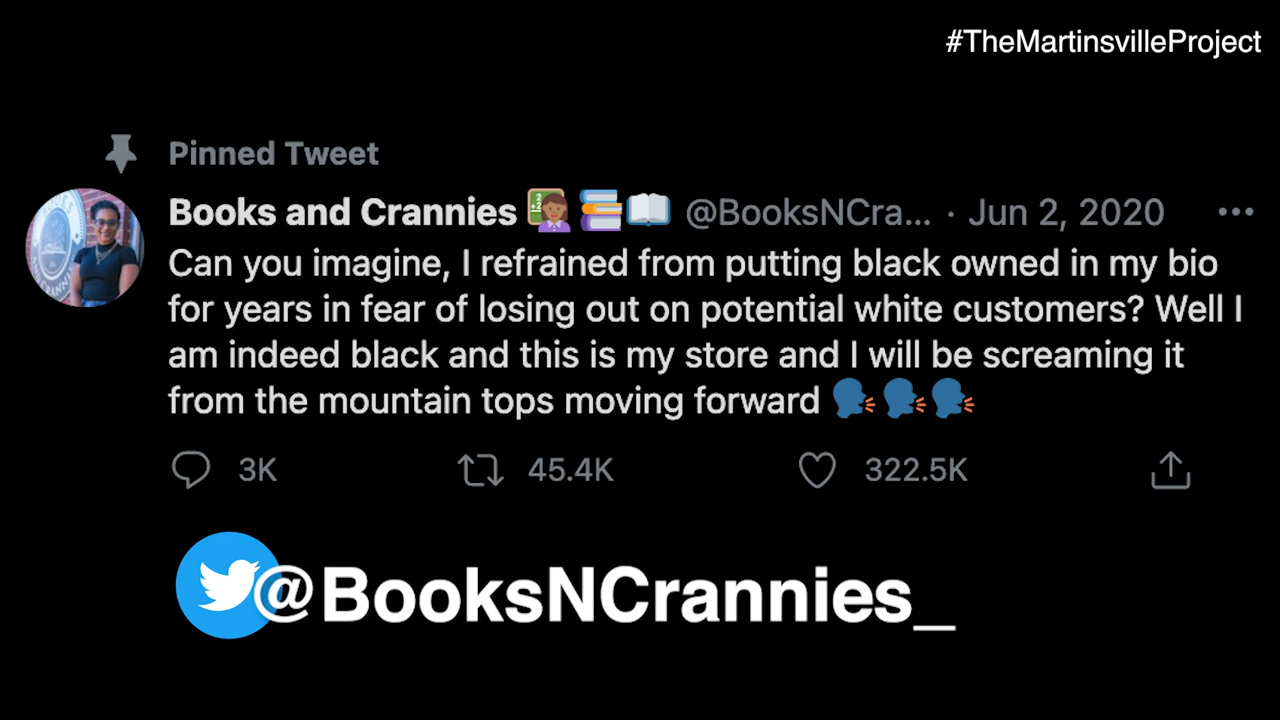 #TheMartinsvilleProject
Pinned Tweet
Books and Crannies 👩🏽‍🏫📚📖 @BooksNCra... · Jun 2, 2020
Can you imagine, I refrained from putting black owned in my bio
for years in fear of losing out on potential white customers? Well I
am indeed black and this is my store and I will be screaming it
from the mountain tops moving forward 🗣🗣🗣
3K 45.4K 322.5K
@BooksNCrannies_